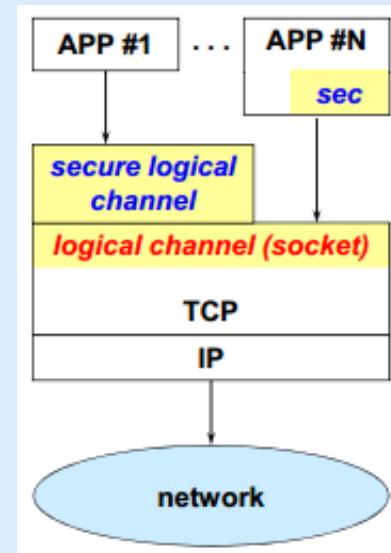 APP #1 . . . APP #N
sec
secure logical
channel
logical channel (socket)
TCP
IP
network